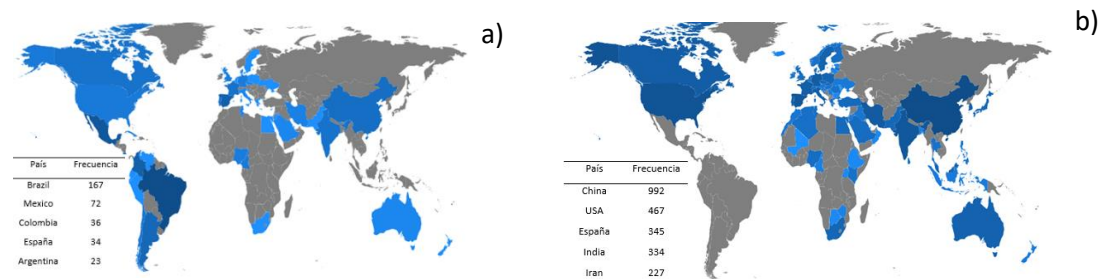 a)
País Frecuencia
Brazil 167
Mexico 72
Colombia 36
España 34
Argentina 23
b)
País Frecuencia
China 992
USA 467
España 345
India 334
Iran 227